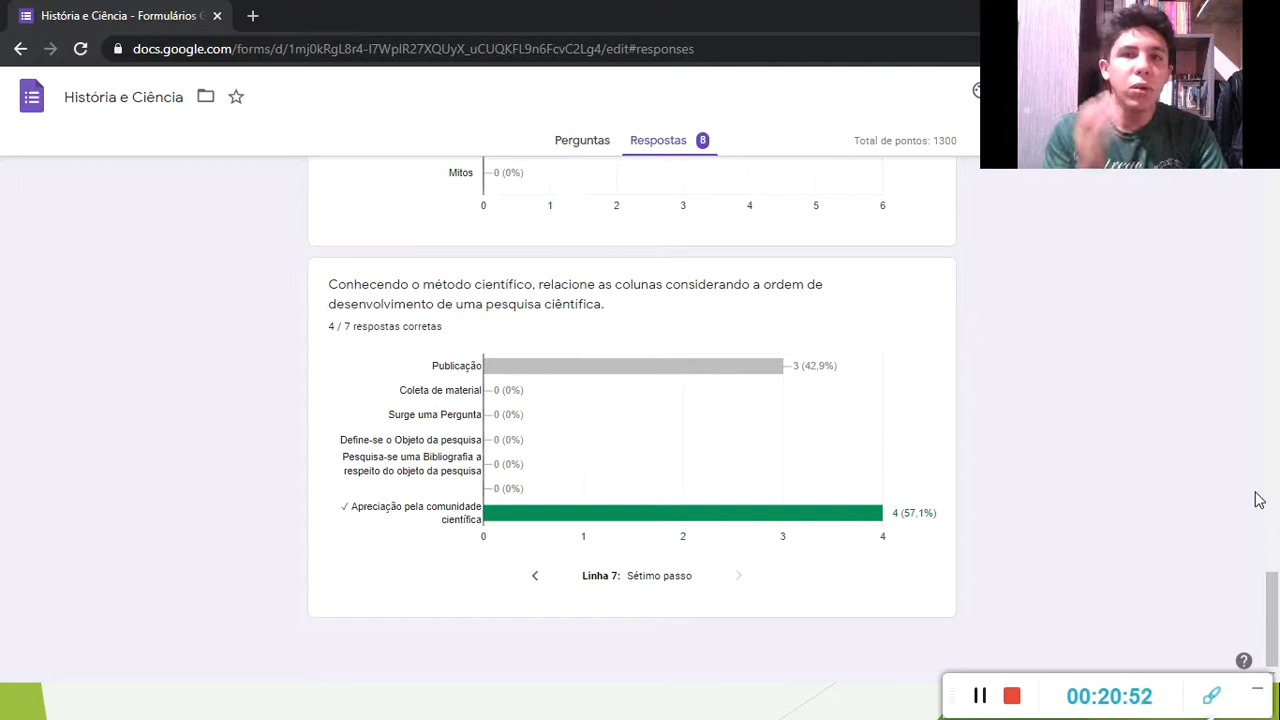 História e Ciência - Formulários G
docs.google.com/forms/d/1mj0kRgL8r4-I7WplR27XQUyX_uCUQKFL9n6FcvC2Lg4/edit#responses
História e Ciência
Perguntas
Respostas 8
Total de pontos: 1300
Mitos
0 (0%)
0 1 2 3 4 5 6
Conhecendo o método científico, relacione as colunas considerando a ordem de
desenvolvimento de uma pesquisa ciêntífica.
4 / 7 respostas corretas
Publicação
3 (42,9%)
Coleta de material
0 (0%)
Surge uma Pergunta
0 (0%)
Define-se o Objeto da pesquisa
0 (0%)
Pesquisa-se uma Bibliografia a
respeito do objeto da pesquisa
0 (0%)
0 (0%)
✓ Apreciação pela comunidade
científica
4 (57,1%)
0 1 2 3 4
Linha 7: Sétimo passo
00:20:52